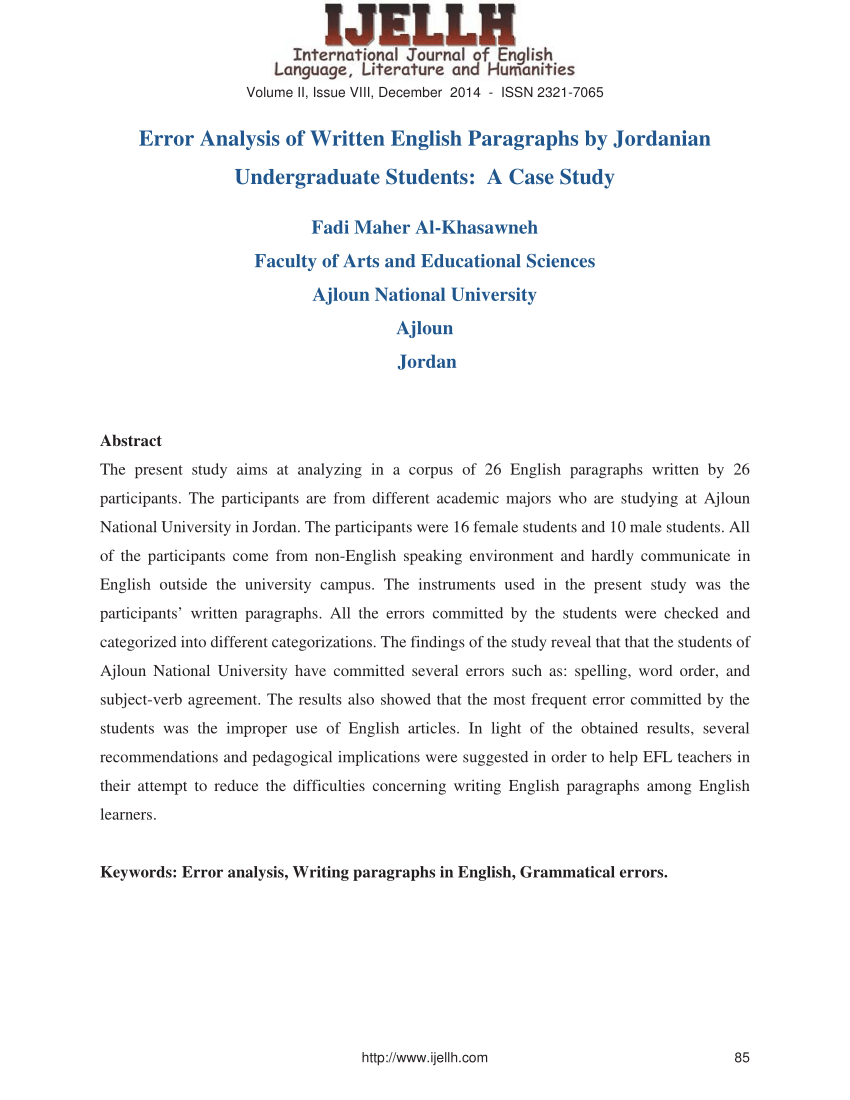 IJELLH
International Journal of English
Language, Literature and Humanities
Volume II, Issue VIII, December 2014 - ISSN 2321-7065
Error Analysis of Written English Paragraphs by Jordanian
Undergraduate Students: A Case Study
Fadi Maher Al-Khasawneh
Faculty of Arts and Educational Sciences
Ajloun National University
Ajloun
Jordan
Abstract
The present study aims at analyzing in a corpus of 26 English paragraphs written by 26
participants. The participants are from different academic majors who are studying at Ajloun
National University in Jordan. The participants were 16 female students and 10 male students. All
of the participants come from non-English speaking environment and hardly communicate in
English outside the university campus. The instruments used in the present study was the
participants’ written paragraphs. All the errors committed by the students were checked and
categorized into different categorizations. The findings of the study reveal that that the students of
Ajloun National University have committed several errors such as: spelling, word order, and
subject-verb agreement. The results also showed that the most frequent error committed by the
students was the improper use of English articles. In light of the obtained results, several
recommendations and pedagogical implications were suggested in order to help EFL teachers in
their attempt to reduce the difficulties concerning writing English paragraphs among English
learners.
Keywords: Error analysis, Writing paragraphs in English, Grammatical errors.
http://www.ijellh.com 85